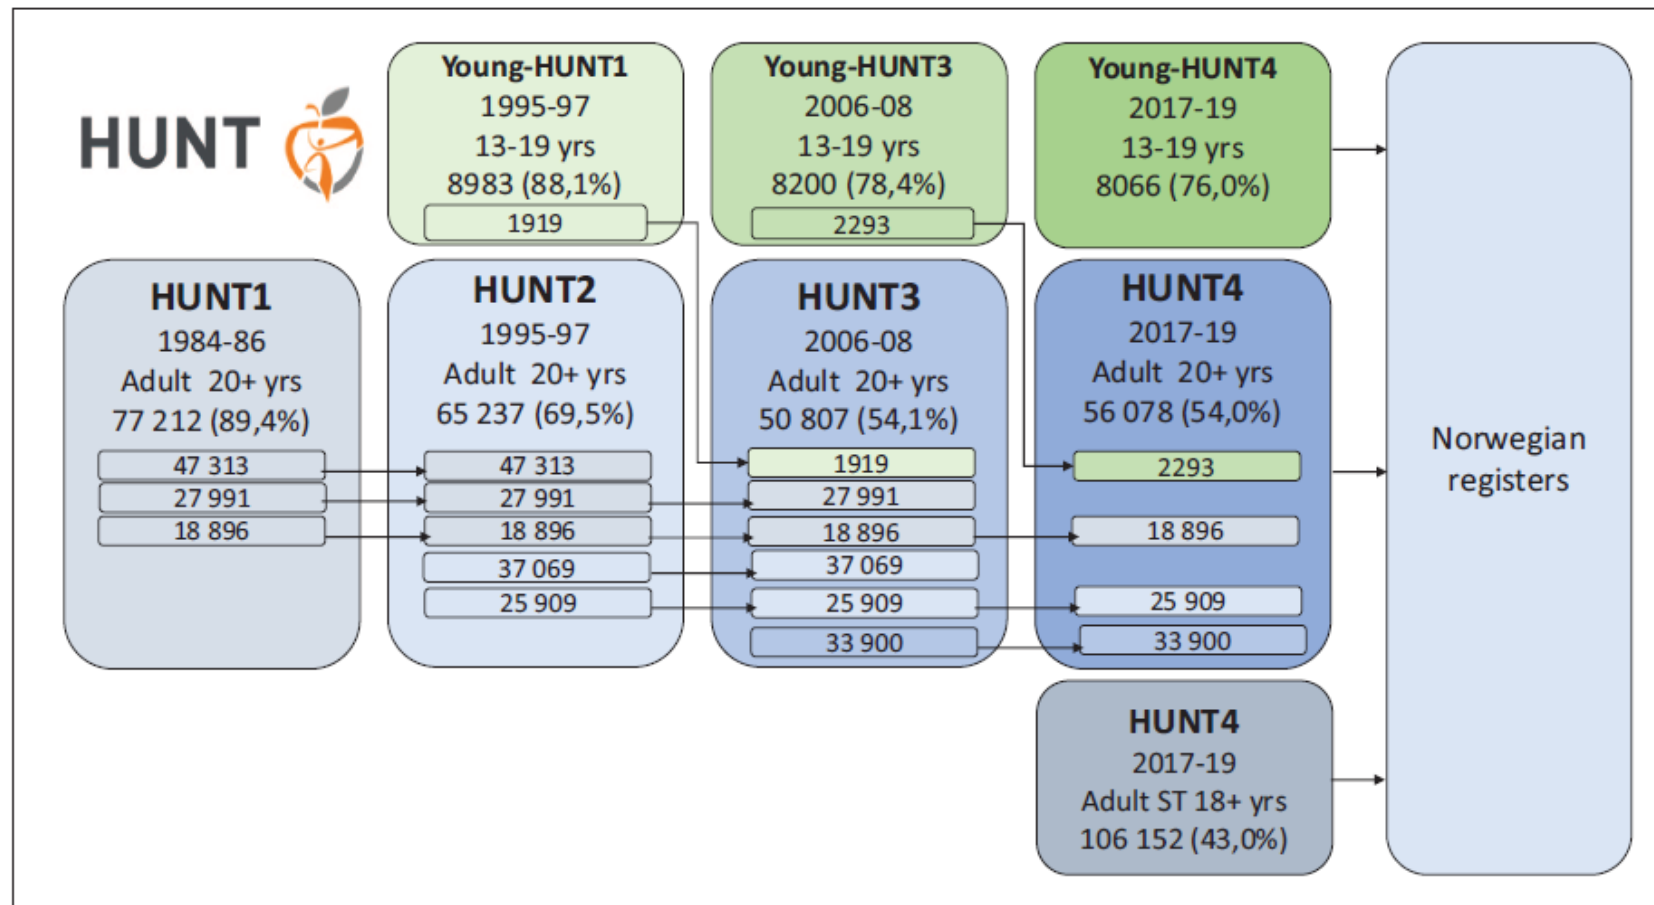 HUNT
Young-HUNT1
1995-97
13-19 yrs
8983 (88,1%)
1919
Young-HUNT3
2006-08
13-19 yrs
8200 (78,4%)
2293
Young-HUNT4
2017-19
13-19 yrs
8066 (76,0%)
HUNT1
1984-86
Adult 20+ yrs
77 212 (89,4%)
47 313
27 991
18 896
HUNT2
1995-97
Adult 20+ yrs
65 237 (69,5%)
47 313
27 991
18 896
37 069
25 909
HUNT3
2006-08
Adult 20+ yrs
50 807 (54,1%)
1919
27 991
18 896
37 069
25 909
33 900
HUNT4
2017-19
Adult 20+ yrs
56 078 (54,0%)
2293
18 896
25 909
33 900
HUNT4
2017-19
Adult ST 18+ yrs
106 152 (43,0%)
Norwegian
registers